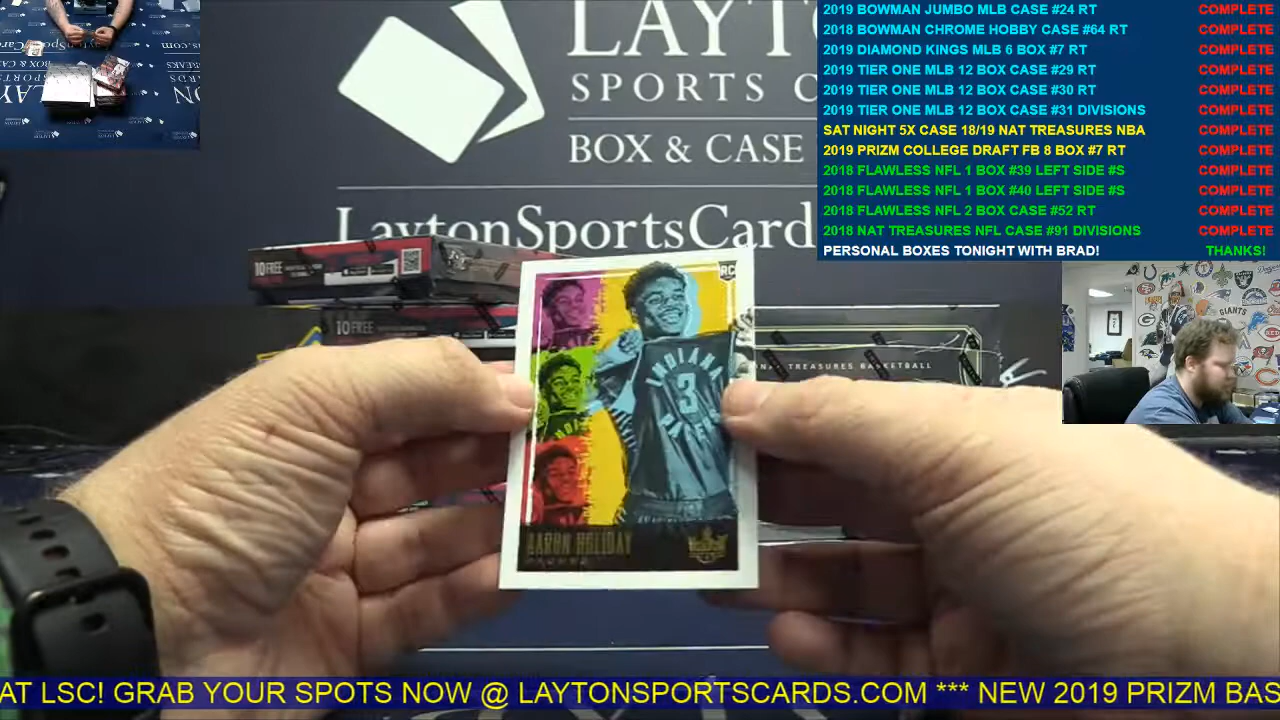 2019 BOWMAN JUMBO MLB CASE #24 RT COMPLETE
2018 BOWMAN CHROME HOBBY CASE #64 RT COMPLETE
2019 DIAMOND KINGS MLB 6 BOX #7 RT COMPLETE
2019 TIER ONE MLB 12 BOX CASE #29 RT COMPLETE
2019 TIER ONE MLB 12 BOX CASE #30 RT COMPLETE
2019 TIER ONE MLB 12 BOX CASE #31 DIVISIONS COMPLETE
SAT NIGHT 5X CASE 18/19 NAT TREASURES NBA COMPLETE
2019 PRIZM COLLEGE DRAFT FB 8 BOX #7 RT COMPLETE
2018 FLAWLESS NFL 1 BOX #39 LEFT SIDE #S COMPLETE
2018 FLAWLESS NFL 1 BOX #40 LEFT SIDE #S COMPLETE
2018 FLAWLESS NFL 2 BOX CASE #52 RT COMPLETE
2018 NAT TREASURES NFL CASE #91 DIVISIONS COMPLETE
PERSONAL BOXES TONIGHT WITH BRAD! THANKS!
LAYT
SPORTS C
BOX & CASE
LaytonSportsCard
10 FREE
10 FREE
TREASURES BASKETBALL
GIANTS
RC
INDIANA
3
AARON HOLIDAY
PACERS
AT LSC! GRAB YOUR SPOTS NOW @ LAYTONSPORTSCARDS.COM *** NEW 2019 PRIZM BAS